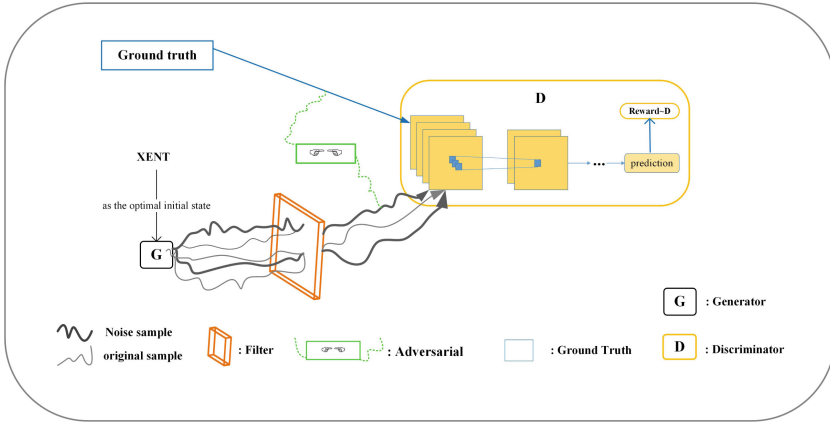 Ground truth
D
Reward~D
prediction
XENT
as the optimal initial state
G
G : Generator
Noise sample
original sample
: Filter
: Adversarial
: Ground Truth
D : Discriminator